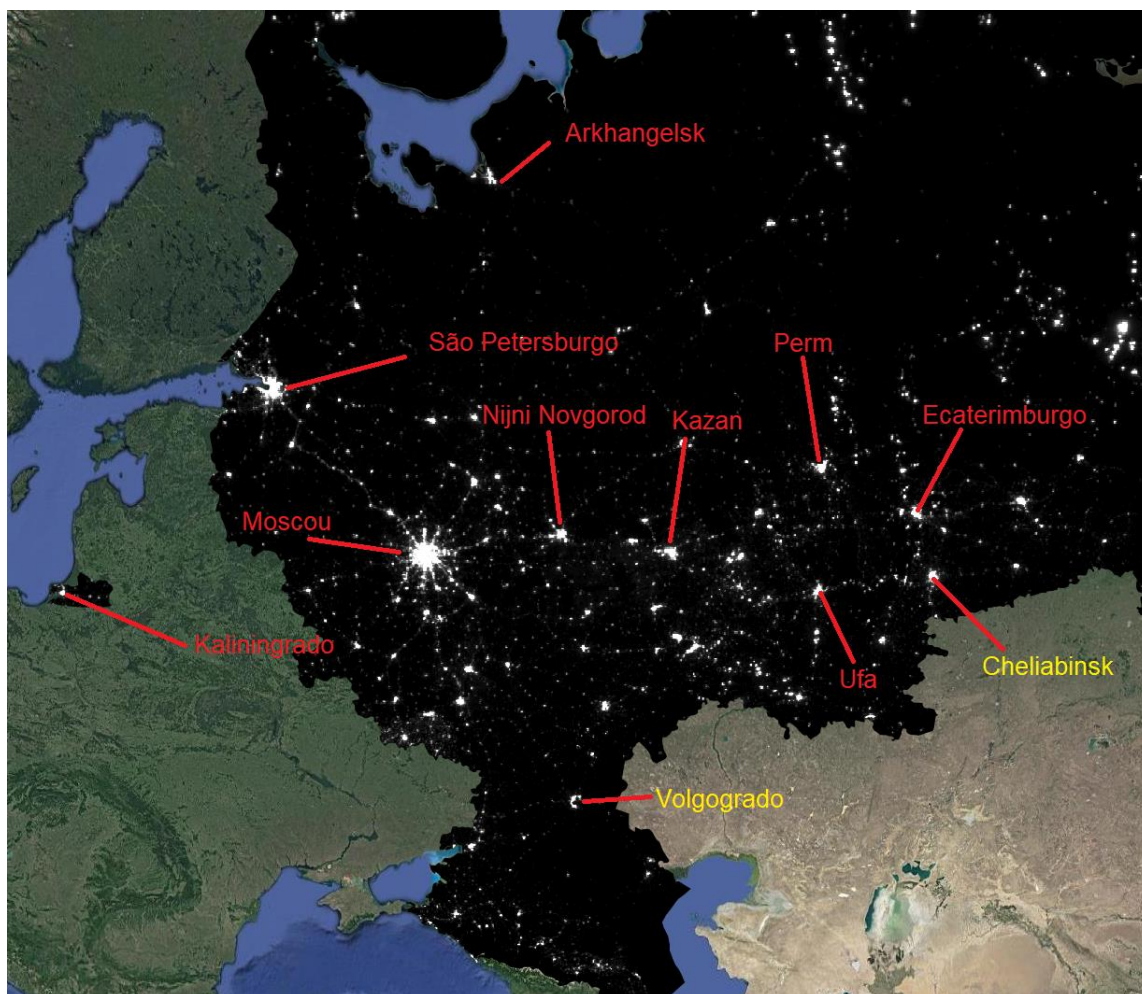 Arkhangelsk
São Petersburgo
Perm
Nijni Novgorod
Kazan
Ecaterimburgo
Moscou
Kaliningrado
Ufa
Cheliabinsk
Volgogrado